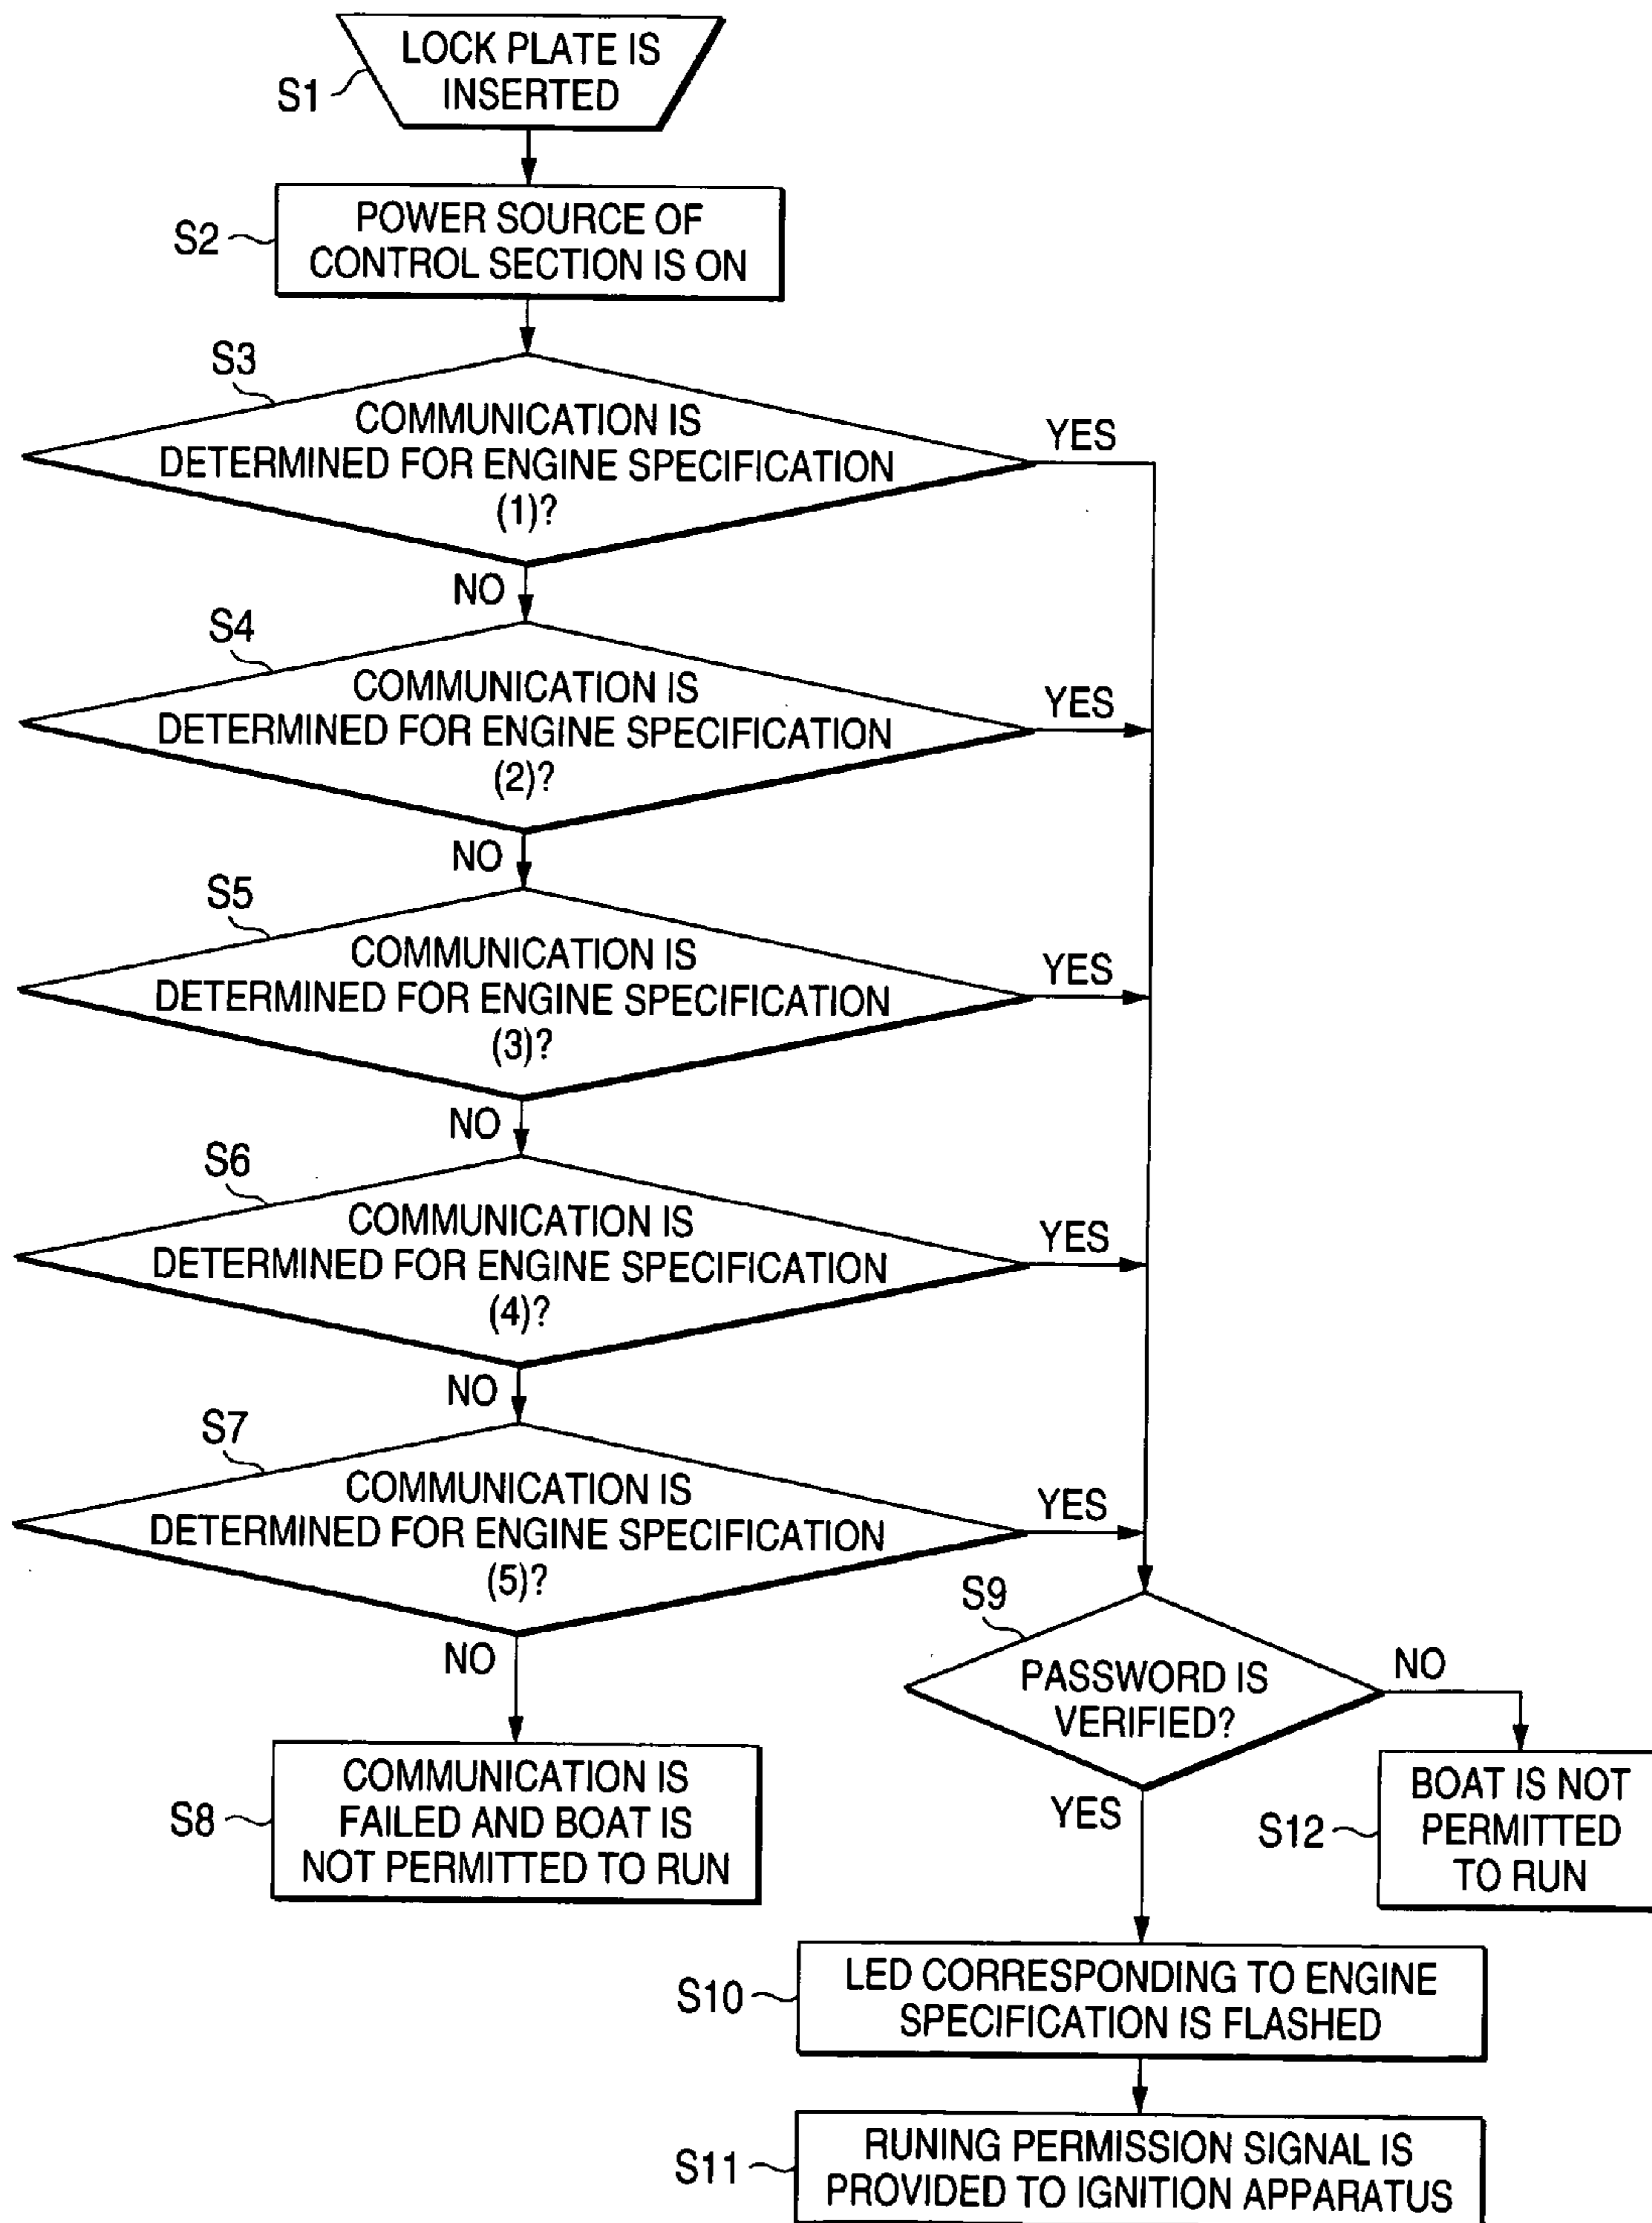 LOCK PLATE IS
INSERTED
S1
POWER SOURCE OF
CONTROL SECTION IS ON
S2
S3
COMMUNICATION IS
DETERMINED FOR ENGINE SPECIFICATION
(1)?
YES
NO
S4
COMMUNICATION IS
DETERMINED FOR ENGINE SPECIFICATION
(2)?
YES
NO
S5
COMMUNICATION IS
DETERMINED FOR ENGINE SPECIFICATION
(3)?
YES
NO
S6
COMMUNICATION IS
DETERMINED FOR ENGINE SPECIFICATION
(4)?
YES
NO
S7
COMMUNICATION IS
DETERMINED FOR ENGINE SPECIFICATION
(5)?
YES
NO
S8
COMMUNICATION IS
FAILED AND BOAT IS
NOT PERMITTED TO RUN
S9
PASSWORD IS
VERIFIED?
NO
YES
S12
BOAT IS NOT
PERMITTED
TO RUN
S10
LED CORRESPONDING TO ENGINE
SPECIFICATION IS FLASHED
S11
RUNING PERMISSION SIGNAL IS
PROVIDED TO IGNITION APPARATUS